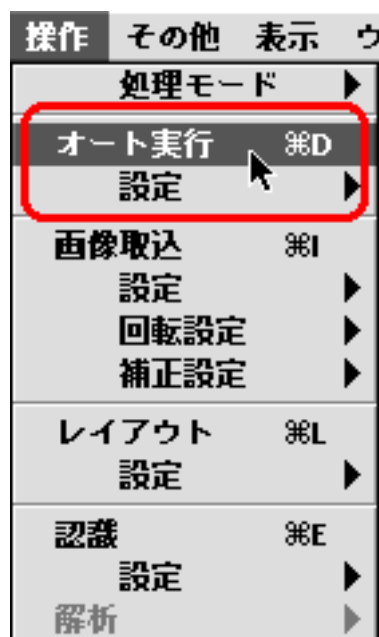 操作 その他 表示 ウ
処理モード ▶
オート実行 ⌘D
設定 ▶
画像取込 ⌘I
設定 ▶
回転設定 ▶
補正設定 ▶
レイアウト ⌘L
設定 ▶
認識 ⌘E
設定 ▶
解析 ▶